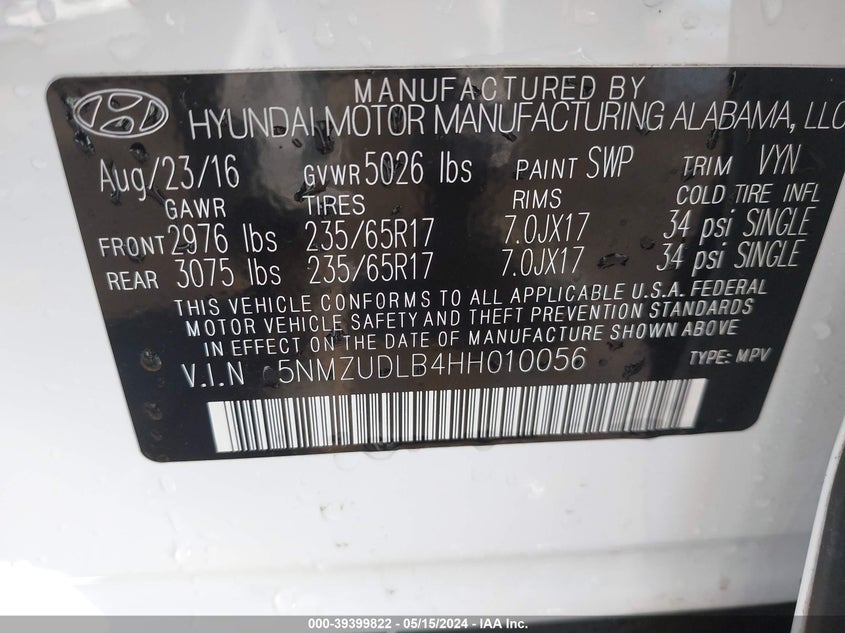 MANUFACTURED BY
HYUNDAI MOTOR MANUFACTURING ALABAMA, LLC
Aug/23/16 GVWR 5026 lbs PAINT SWP TRIM VYN
GAWR TIRES RIMS COLD TIRE INFL
FRONT 2976 lbs 235/65R17 7.0JX17 34 psi SINGLE
REAR 3075 lbs 235/65R17 7.0JX17 34 psi SINGLE
THIS VEHICLE CONFORMS TO ALL APPLICABLE U.S.A. FEDERAL
MOTOR VEHICLE SAFETY AND THEFT PREVENTION STANDARDS
IN EFFECT ON THE DATE OF MANUFACTURE SHOWN ABOVE
V.I.N 5NMZUDLB4HH010056 TYPE: MPV
000-39399822 - 05/15/2024 - IAA Inc.